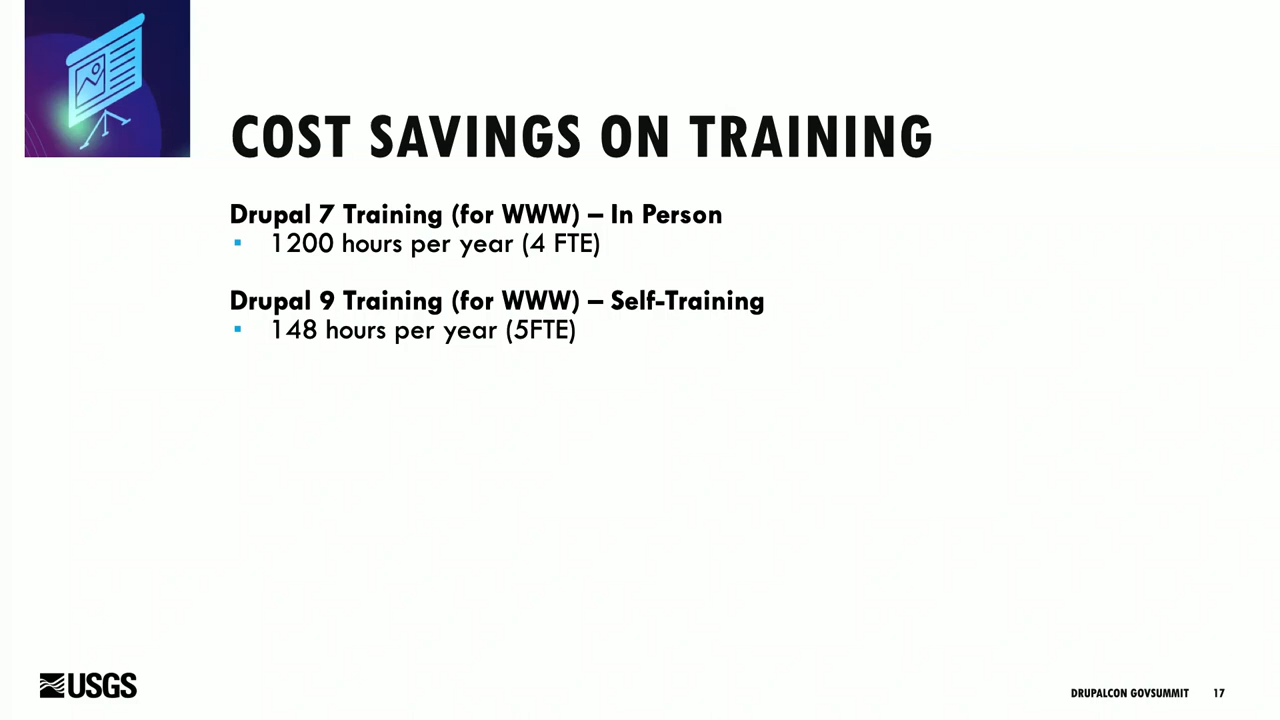 COST SAVINGS ON TRAINING
Drupal 7 Training (for WWW) – In Person
▪ 1200 hours per year (4 FTE)
Drupal 9 Training (for WWW) – Self-Training
▪ 148 hours per year (5FTE)
USGS
DRUPALCON GOVSUMMIT 17